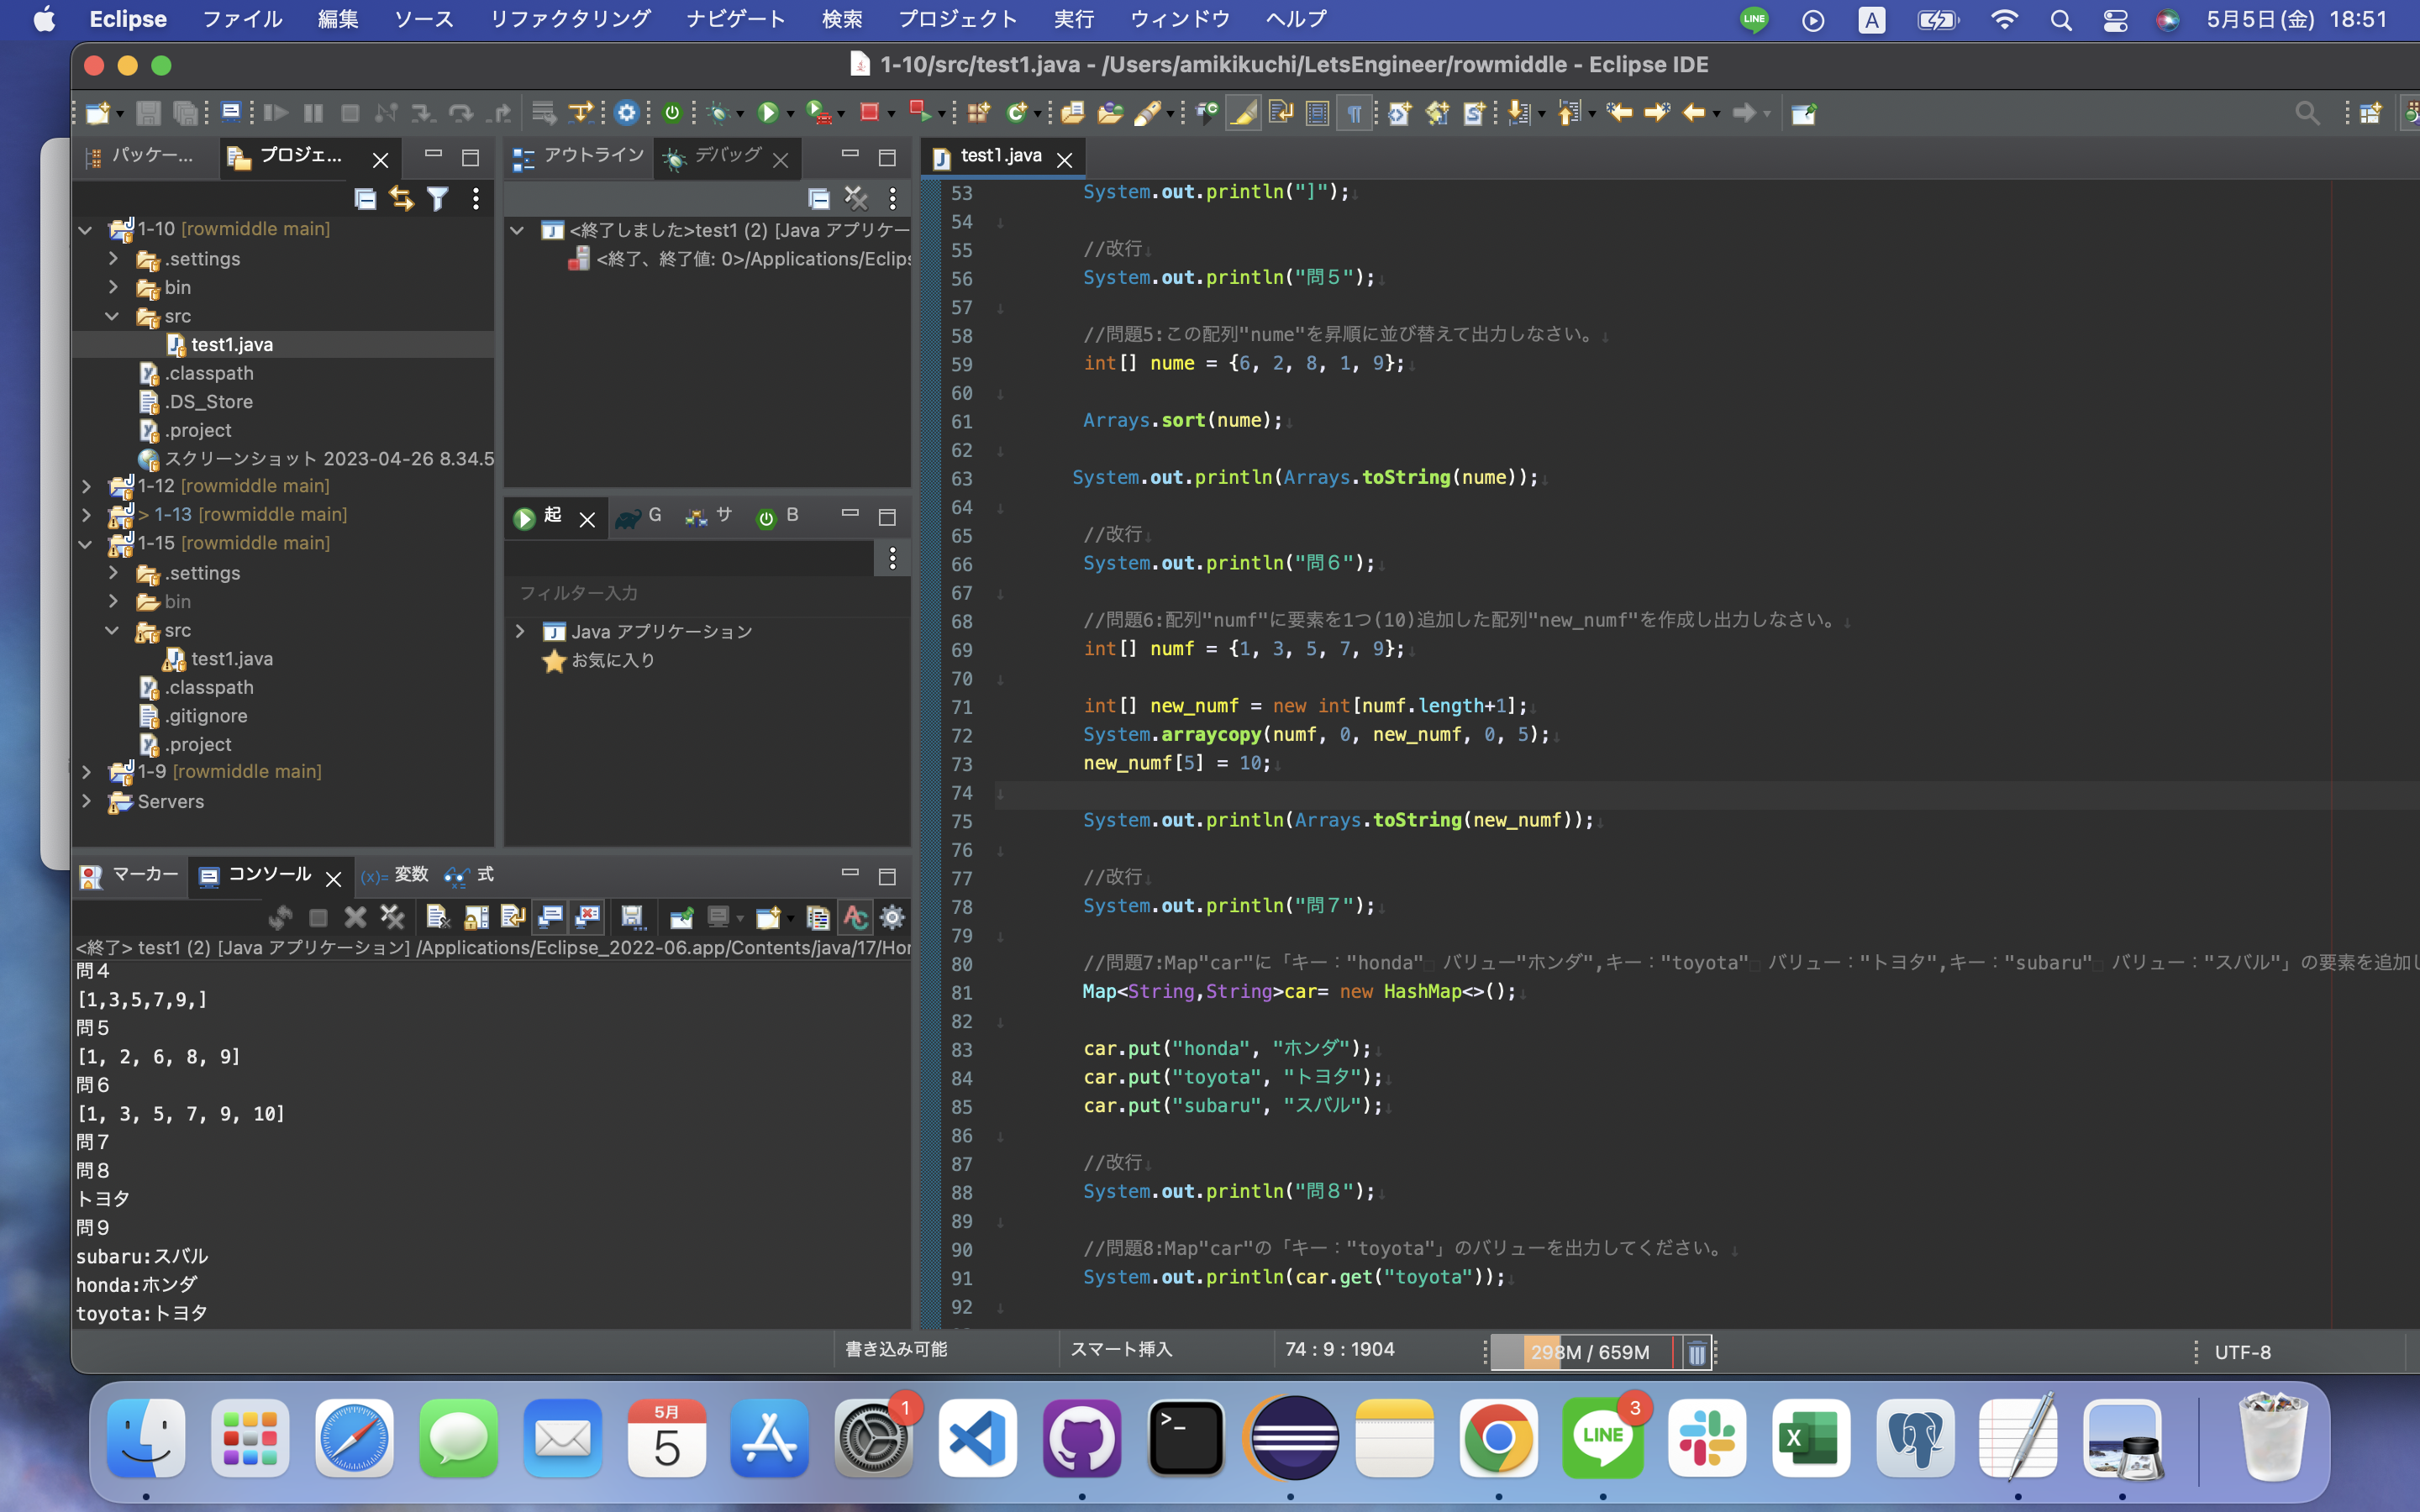 Eclipse ファイル 編集 ソース リファクタリング ナビゲート 検索 プロジェクト 実行 ウィンドウ ヘルプ
LINE A 5月5日(金) 18:51
1-10/src/test1.java - /Users/amikikuchi/LetsEngineer/rowmiddle - Eclipse IDE
パッケー... プロジェ...
1-10 [rowmiddle main]
.settings
bin
src
test1.java
.classpath
.DS_Store
.project
スクリーンショット 2023-04-26 8.34.5
1-12 [rowmiddle main]
> 1-13 [rowmiddle main]
1-15 [rowmiddle main]
.settings
bin
src
test1.java
.classpath
.gitignore
.project
1-9 [rowmiddle main]
Servers
アウトライン デバッグ
<終了しました>test1 (2) [Java アプリケー
<終了、終了値: 0>/Applications/Eclips
起 G サ B
フィルター入力
Java アプリケーション
お気に入り
マーカー コンソール (x)= 変数 式
<終了> test1 (2) [Java アプリケーション] /Applications/Eclipse_2022-06.app/Contents/java/17/Hor
問４
[1,3,5,7,9,]
問５
[1, 2, 6, 8, 9]
問６
[1, 3, 5, 7, 9, 10]
問７
問８
トヨタ
問９
subaru:スバル
honda:ホンダ
toyota:トヨタ
test1.java
53 System.out.println("]");↓
54 ↓
55 //改行↓
56 System.out.println("問５");↓
57 ↓
58 //問題5:この配列"nume"を昇順に並び替えて出力しなさい。↓
59 int[] nume = {6, 2, 8, 1, 9};↓
60 ↓
61 Arrays.sort(nume);↓
62 ↓
63 System.out.println(Arrays.toString(nume));↓
64 ↓
65 //改行↓
66 System.out.println("問６");↓
67 ↓
68 //問題6:配列"numf"に要素を1つ(10)追加した配列"new_numf"を作成し出力しなさい。↓
69 int[] numf = {1, 3, 5, 7, 9};↓
70 ↓
71 int[] new_numf = new int[numf.length+1];↓
72 System.arraycopy(numf, 0, new_numf, 0, 5);↓
73 new_numf[5] = 10;↓
74 ↓
75 System.out.println(Arrays.toString(new_numf));↓
76 ↓
77 //改行↓
78 System.out.println("問７");↓
79 ↓
80 //問題7:Map"car"に「キー："honda"□ バリュー"ホンダ",キー："toyota"□ バリュー："トヨタ",キー："subaru"□ バリュー："スバル"」の要素を追加し
81 Map<String,String>car= new HashMap<>();↓
82 ↓
83 car.put("honda", "ホンダ");↓
84 car.put("toyota", "トヨタ");↓
85 car.put("subaru", "スバル");↓
86 ↓
87 //改行↓
88 System.out.println("問８");↓
89 ↓
90 //問題8:Map"car"の「キー："toyota"」のバリューを出力してください。↓
91 System.out.println(car.get("toyota"));↓
92 ↓
書き込み可能 スマート挿入 74 : 9 : 1904 298M / 659M UTF-8
5月
5
1
>_
LINE
3
X